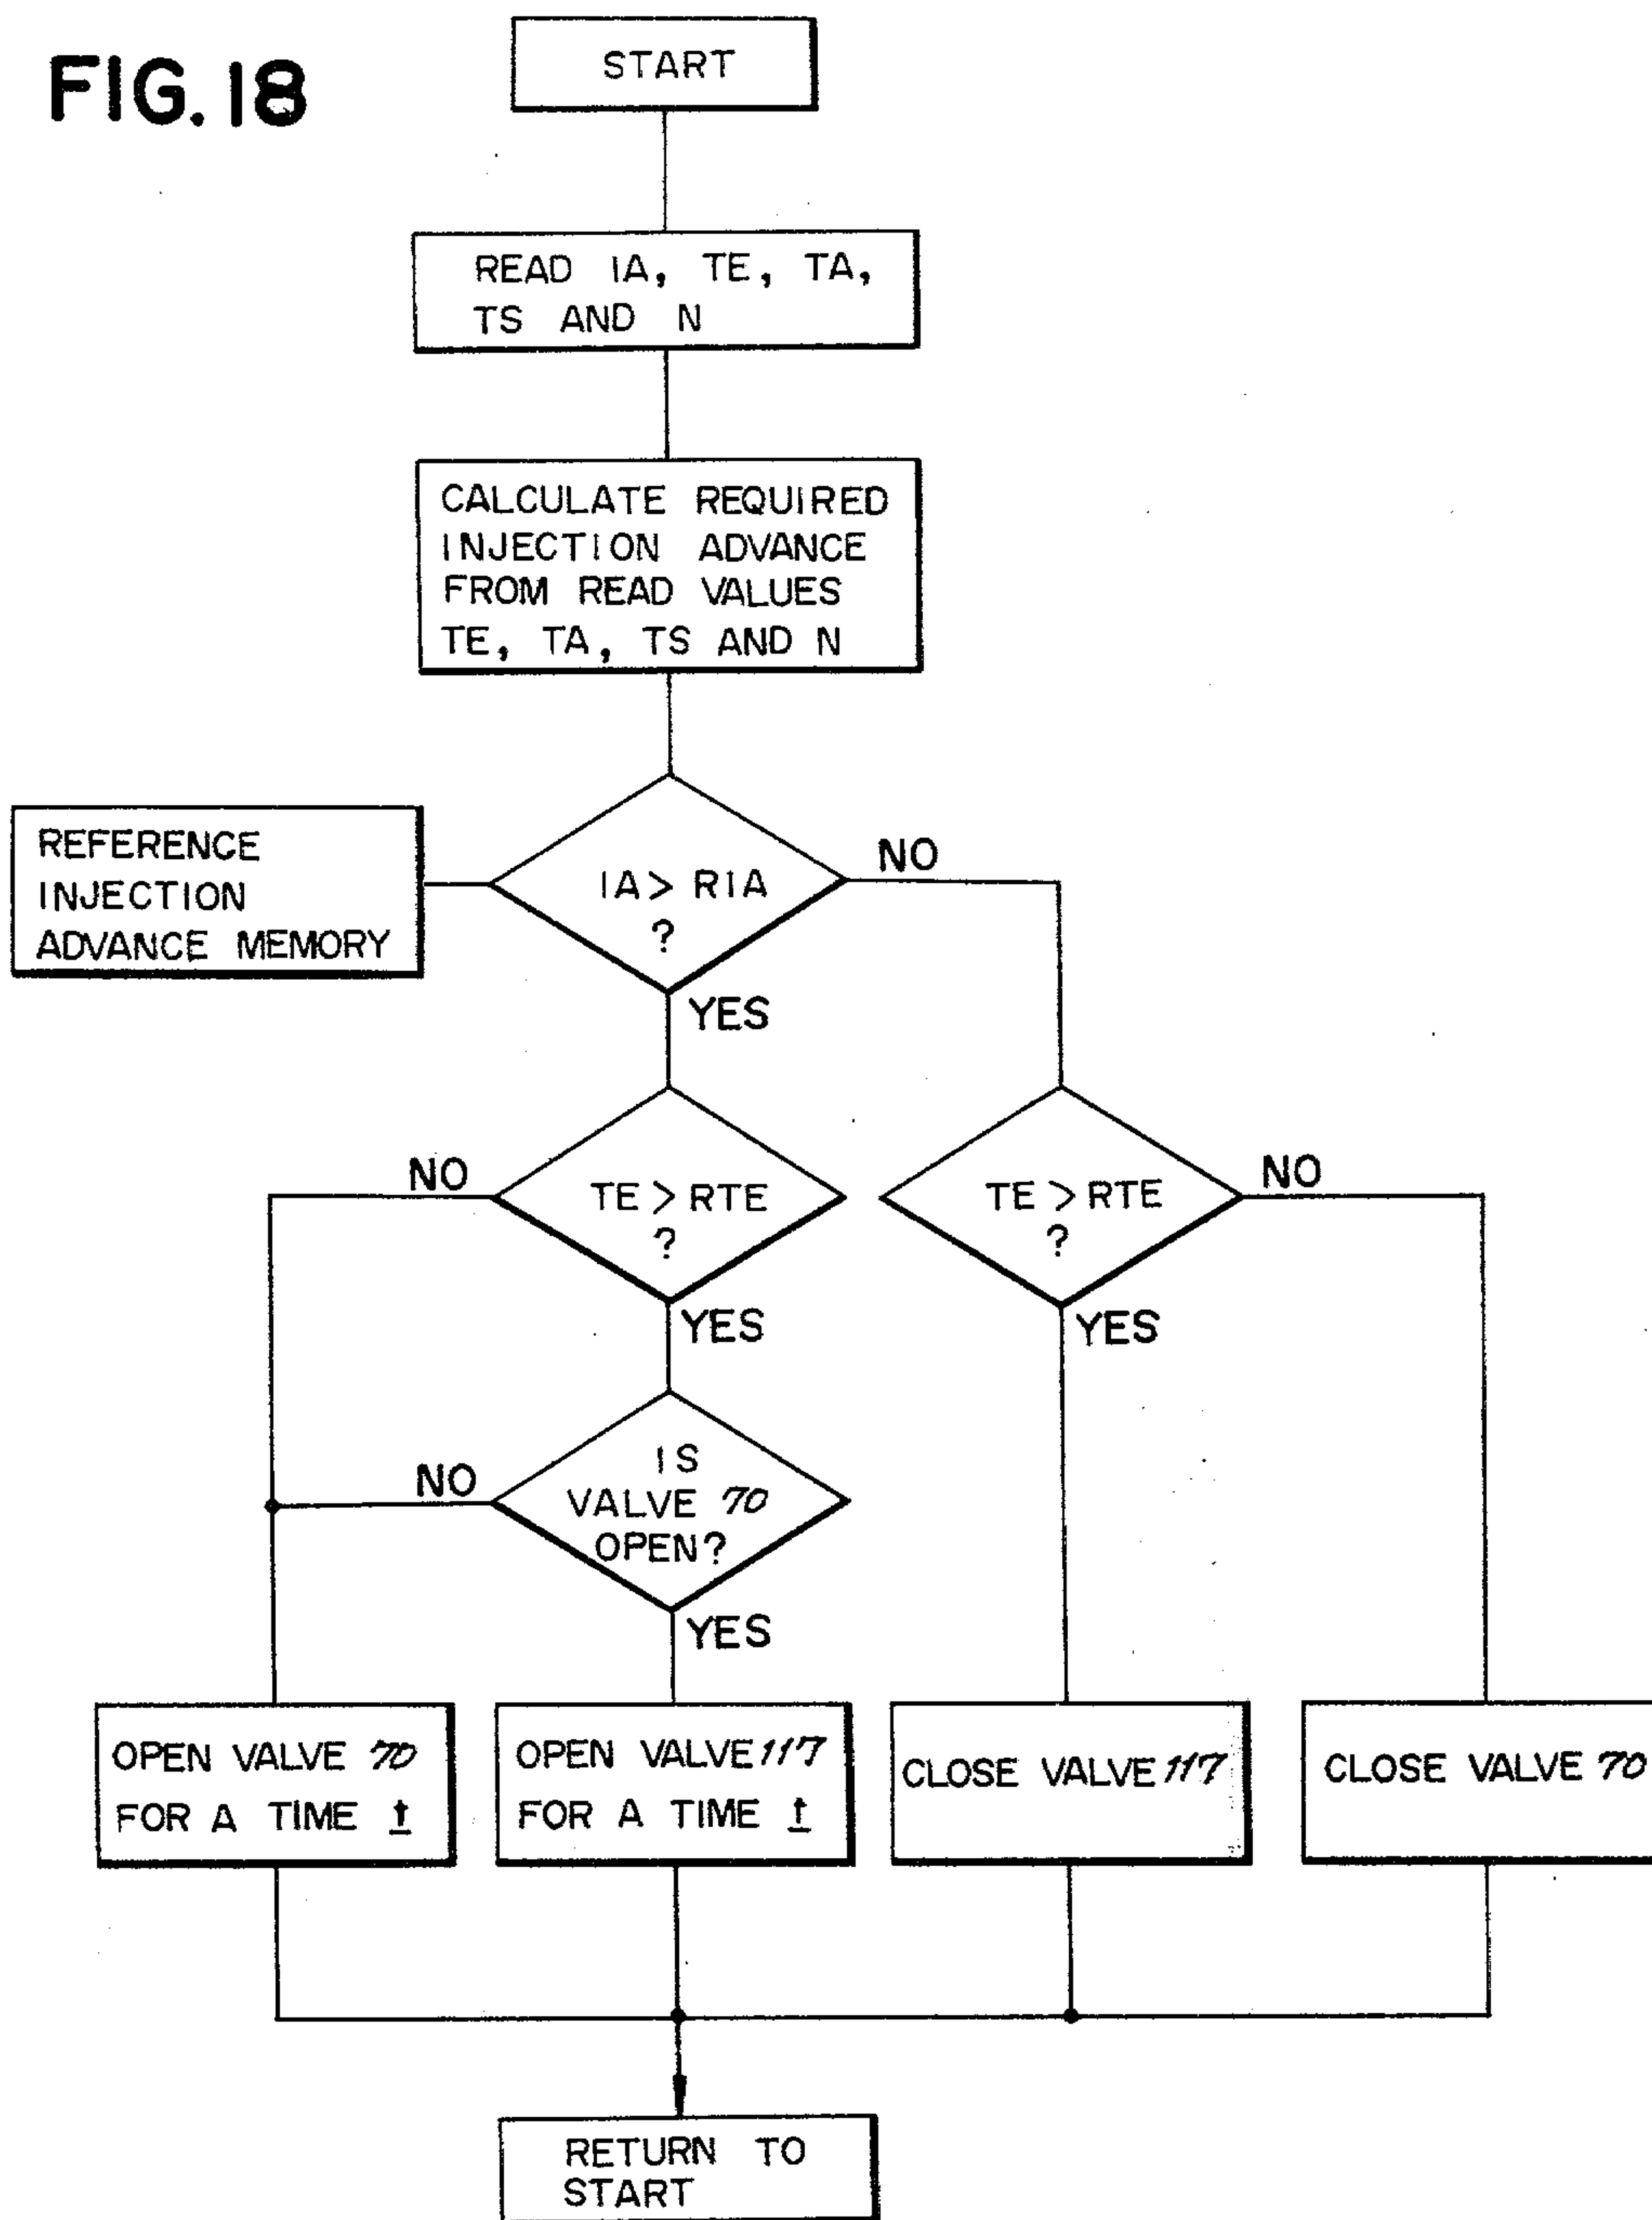 FIG. 18
START
READ IA, TE, TA,
TS AND N
CALCULATE REQUIRED
INJECTION ADVANCE
FROM READ VALUES
TE, TA, TS AND N
REFERENCE
INJECTION
ADVANCE MEMORY
IA > RIA
?
NO
YES
NO
TE > RTE
?
YES
TE > RTE
?
NO
YES
NO
IS
VALVE 70
OPEN?
YES
OPEN VALVE 70
FOR A TIME t
OPEN VALVE 117
FOR A TIME t
CLOSE VALVE 117
CLOSE VALVE 70
RETURN TO
START